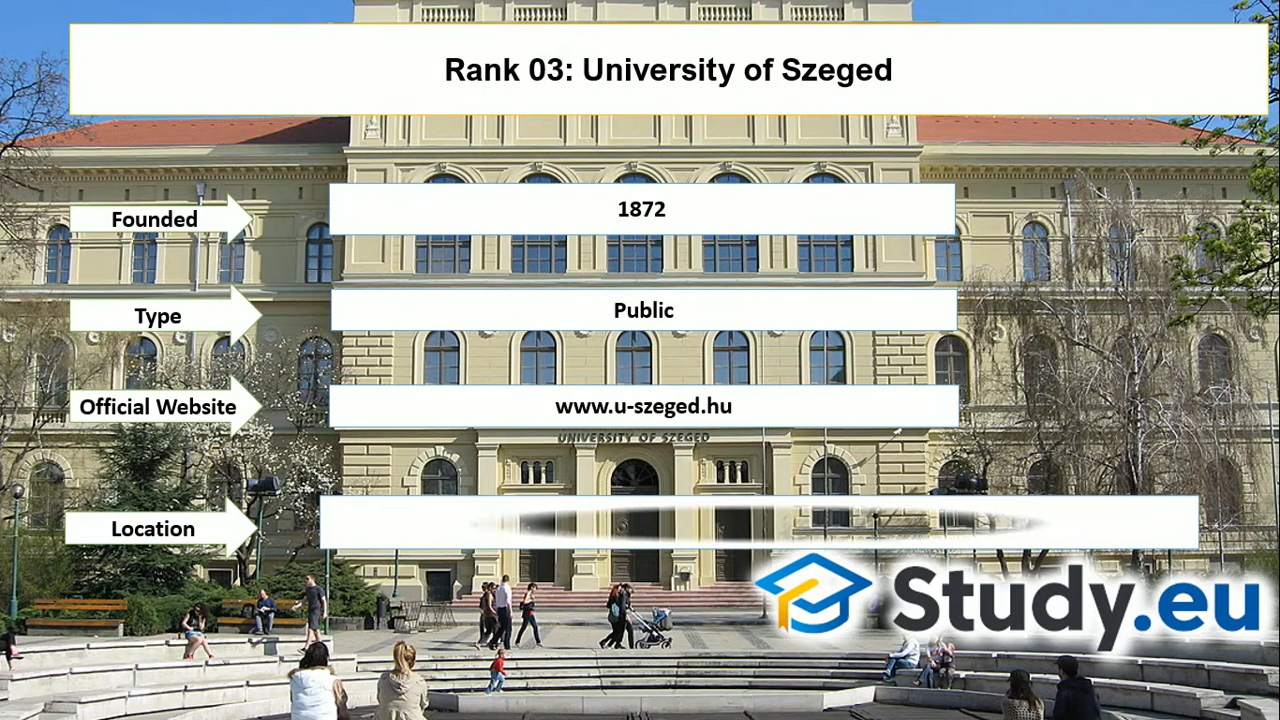 Rank 03: University of Szeged
Founded
1872
Type
Public
Official Website
www.u-szeged.hu
UNIVERSITY OF SZEGED
Location
Study.eu